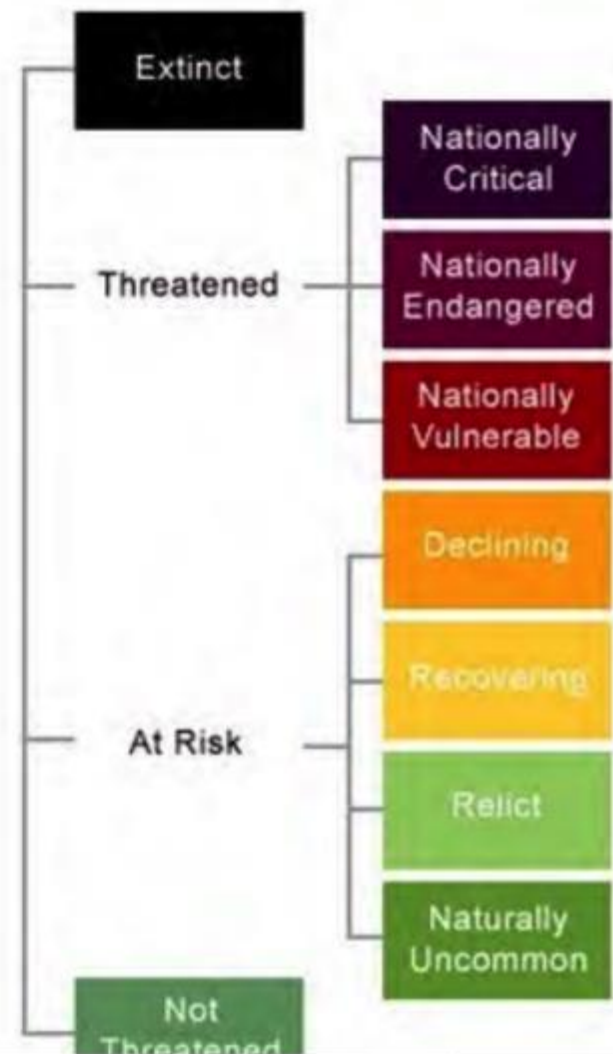 Extinct
Threatened
Nationally
Critical
Nationally
Endangered
Nationally
Vulnerable
At Risk
Declining
Recovering
Relict
Naturally
Uncommon
Not
Threatened